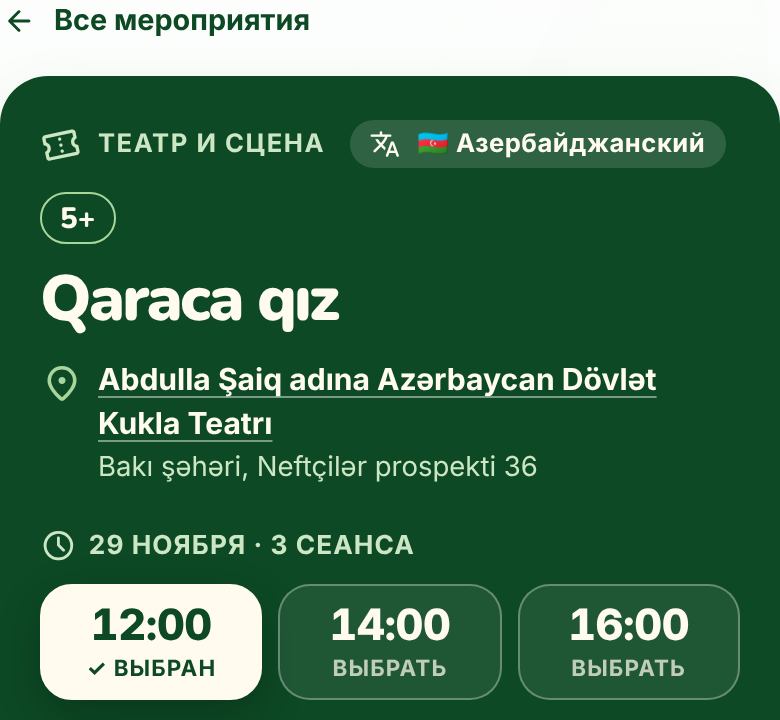 Все мероприятия
ТЕАТР И СЦЕНА
🇦🇿 Азербайджанский
5+
Qaraca qız
Abdulla Şaiq adına Azərbaycan Dövlət
Kukla Teatrı
Bakı şəhəri, Neftçilər prospekti 36
29 НОЯБРЯ · 3 СЕАНСА
12:00
✓ ВЫБРАН
14:00
ВЫБРАТЬ
16:00
ВЫБРАТЬ